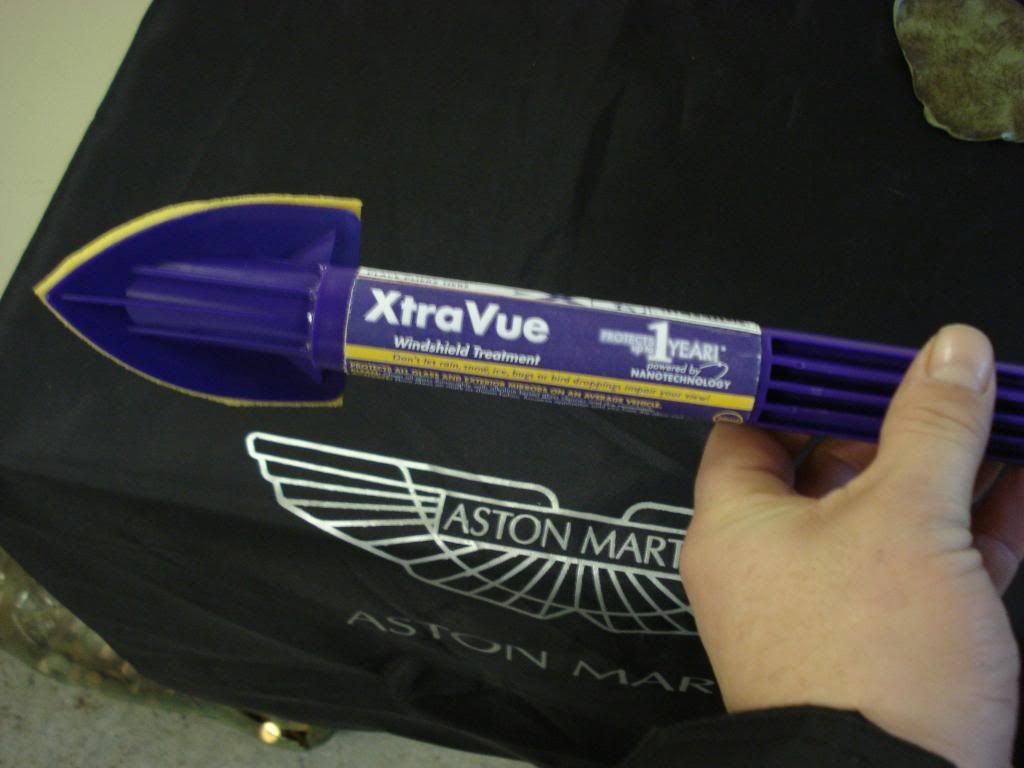 XtraVue
Windshield Treatment
PROTECTS
up to
1 YEAR!*
powered by
NANOTECHNOLOGY
Don't let rain, snow, ice, bugs or bird droppings impair your view!
PROTECTS ALL GLASS AND EXTERIOR MIRRORS ON AN AVERAGE VEHICLE.
ASTON MART
ASTON MAR